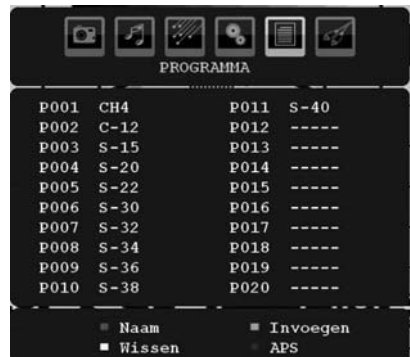 PROGRAMMA
P001 CH4 P011 S-40
P002 C-12 P012 -----
P003 S-15 P013 -----
P004 S-20 P014 -----
P005 S-22 P015 -----
P006 S-30 P016 -----
P007 S-32 P017 -----
P008 S-34 P018 -----
P009 S-36 P019 -----
P010 S-38 P020 -----
Naam Invoegen
Wissen APS